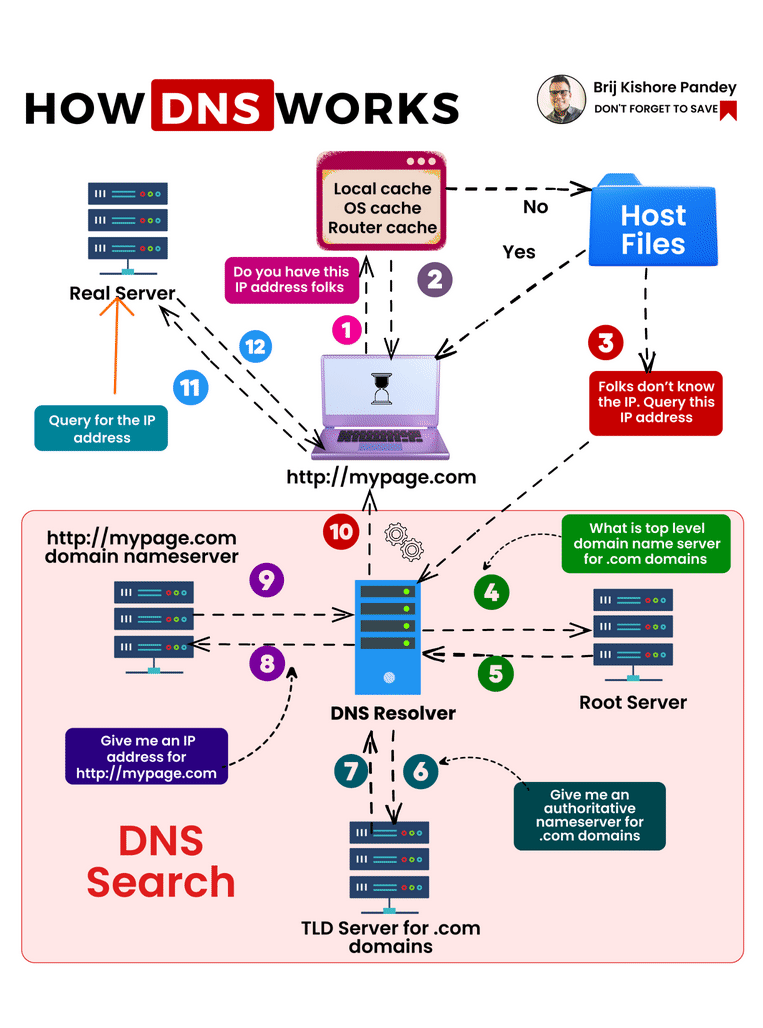 HOW DNS WORKS
Brij Kishore Pandey
DON'T FORGET TO SAVE
Local cache
OS cache
Router cache
No
Host
Files
Yes
Real Server
Do you have this
IP address folks
2
1
12
11
3
Query for the IP
address
Folks don't know
the IP. Query this
IP address
http://mypage.com
10
http://mypage.com
domain nameserver
What is top level
domain name server
for .com domains
9
4
8
5
DNS Resolver
Root Server
Give me an IP
address for
http://mypage.com
7
6
Give me an
authoritative
nameserver for
.com domains
DNS
Search
TLD Server for .com
domains